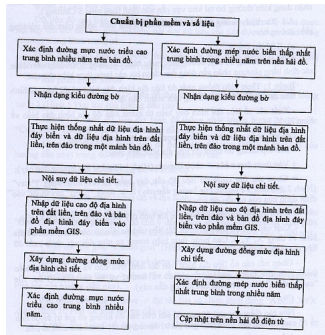 Chuẩn bị phần mềm và số liệu
Xác định đường mực nước triều cao
trung bình nhiều năm trên bản đồ.
Nhận dạng kiểu đường bờ
Thực hiện thống nhất dữ liệu địa hình
đáy biển và dữ liệu địa hình trên đất
liền, trên đảo trong một mảnh bản đồ.
Nội suy dữ liệu chi tiết.
Nhập dữ liệu cao độ địa hình
trên đất liền, trên đảo và bản
đồ địa hình đáy biển vào
phần mềm GIS.
Xây dựng đường đồng mức
địa hình chi tiết.
Xác định đường mực nước
triều cao trung bình nhiều
năm.
Xác định đường mép nước biển thấp nhất
trung bình trong nhiều năm trên nền hải đồ.
Nhận dạng kiểu đường bờ
Thực hiện thống nhất dữ liệu địa hình
đáy biển và dữ liệu địa hình trên đất
liền, trên đảo trong một mảnh bản đồ.
Nội suy dữ liệu chi tiết.
Nhập dữ liệu cao độ địa hình trên đất
liền, trên đảo và bản đồ địa hình đáy
biển vào phần mềm GIS.
Xây dựng đường đồng mức địa hình chi
tiết.
Xác định đường mép nước biển thấp
nhất trung bình trong nhiều năm
Cập nhật trên nền hải đồ điện tử